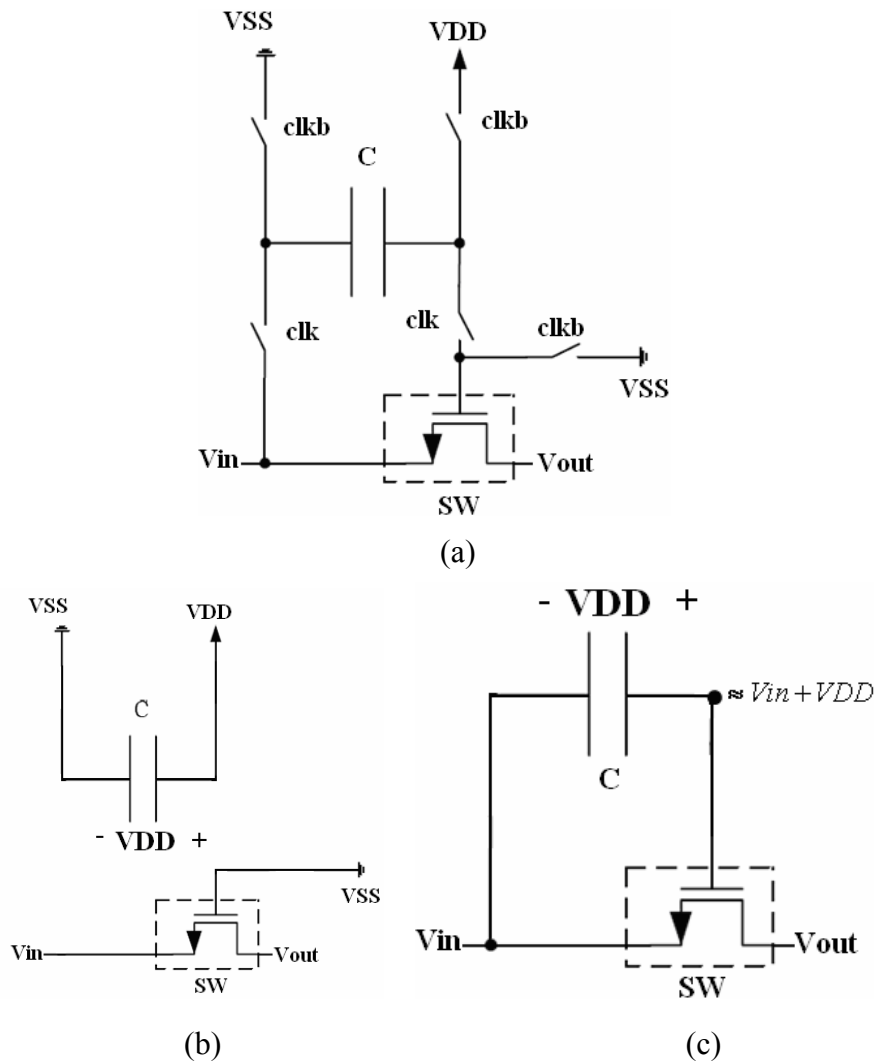 VSS VDD
clkb clkb
C
clk clk clkb
VSS
Vin Vout
SW
(a)
VSS VDD
C
- VDD +
VSS
Vin Vout
SW
(b)
- VDD +
≈ Vin+VDD
C
Vin Vout
SW
(c)